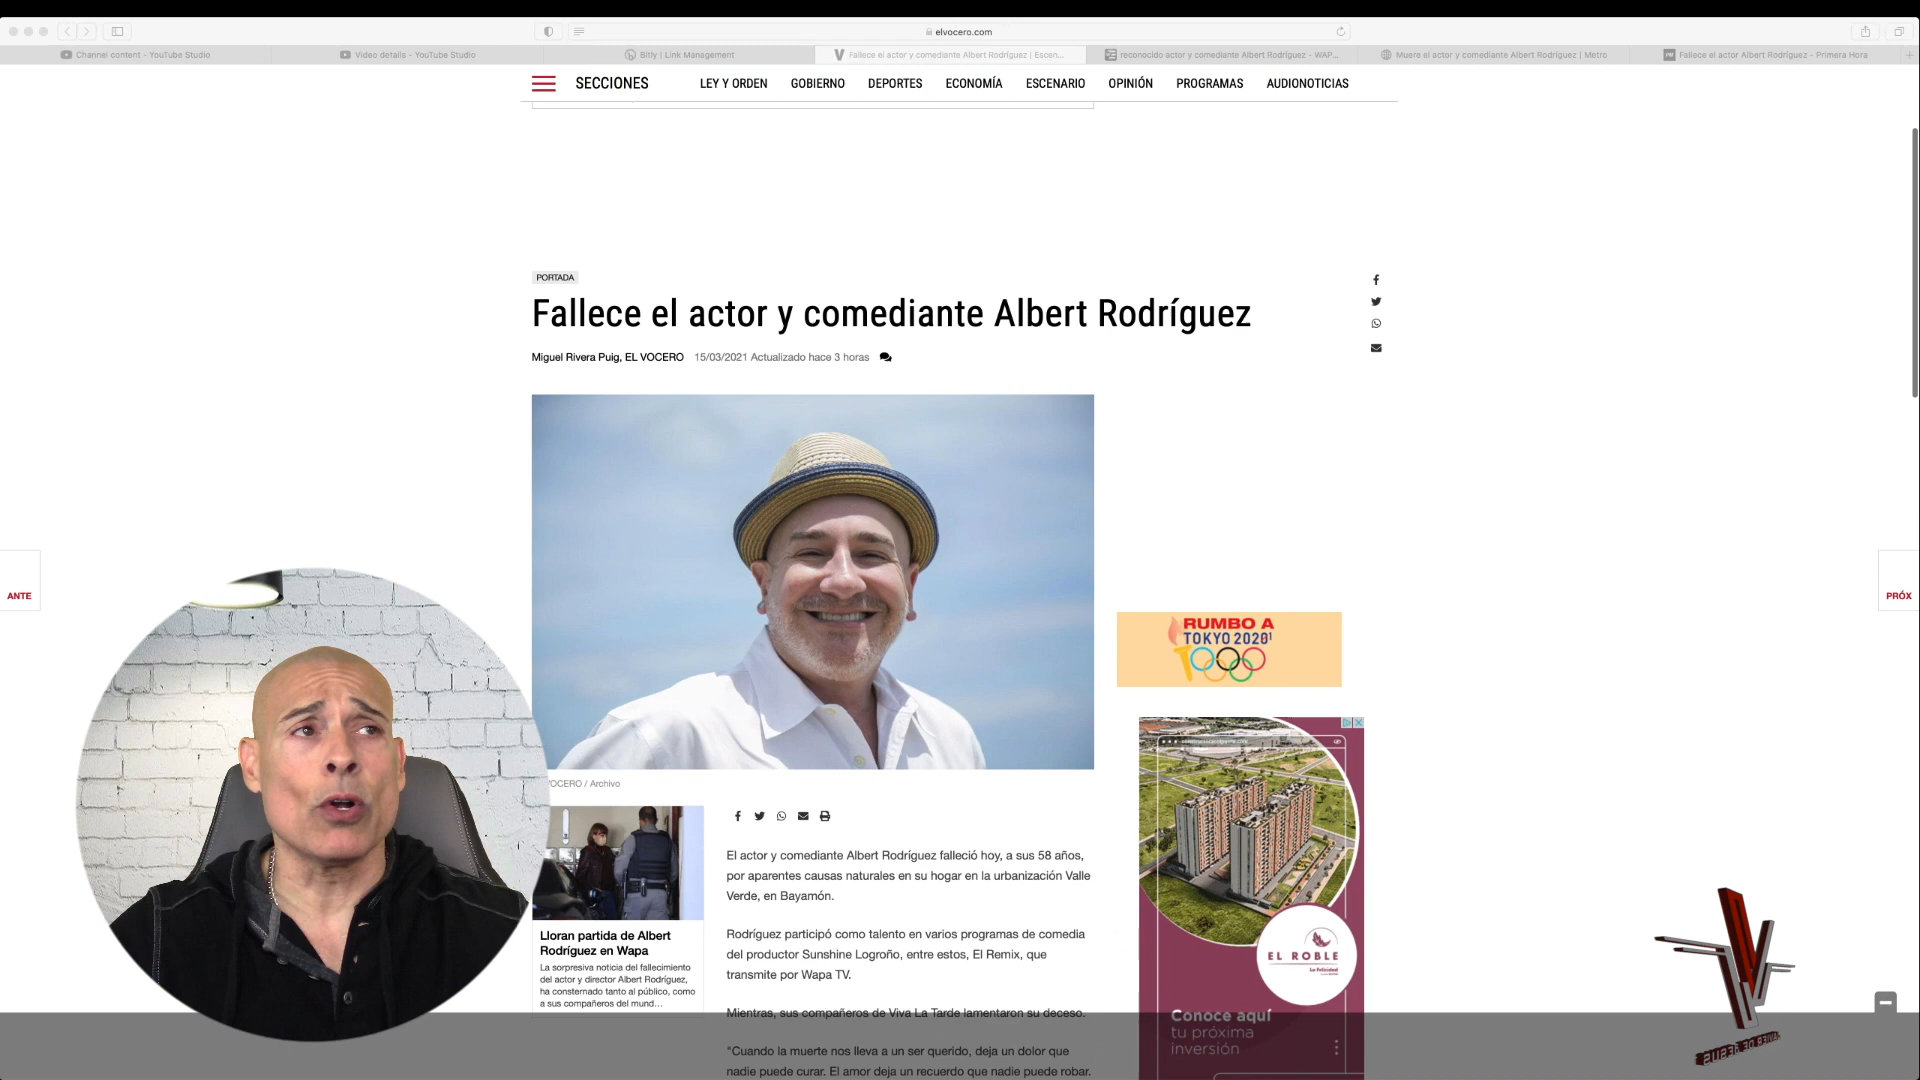 elvocero.com
Channel content - YouTube Studio
Video details - YouTube Studio
Bitly | Link Management
Fallece el actor y comediante Albert Rodríguez | Escen...
reconocido actor y comediante Albert Rodríguez - WAP...
Muere el actor y comediante Albert Rodríguez | Metro
Fallece el actor Albert Rodríguez - Primera Hora
SECCIONES
LEY Y ORDEN
GOBIERNO
DEPORTES
ECONOMÍA
ESCENARIO
OPINIÓN
PROGRAMAS
AUDIONOTICIAS
PORTADA
Fallece el actor y comediante Albert Rodríguez
Miguel Rivera Puig, EL VOCERO 15/03/2021 Actualizado hace 3 horas
ANTE
PRÓX
RUMBO A
TOKYO 2020¹
VOCERO / Archivo
El actor y comediante Albert Rodríguez falleció hoy, a sus 58 años,
por aparentes causas naturales en su hogar en la urbanización Valle
Verde, en Bayamón.
Rodríguez participó como talento en varios programas de comedia
del productor Sunshine Logroño, entre estos, El Remix, que
transmite por Wapa TV.
Mientras, sus compañeros de Viva La Tarde lamentaron su deceso.
"Cuando la muerte nos lleva a un ser querido, deja un dolor que
nadie puede curar. El amor deja un recuerdo que nadie puede robar.
Lloran partida de Albert
Rodríguez en Wapa
La sorpresiva noticia del fallecimiento
del actor y director Albert Rodríguez,
ha consternado tanto al público, como
a sus compañeros del mund...
EL ROBLE
La Felicidad
Conoce aquí
tu próxima
inversión